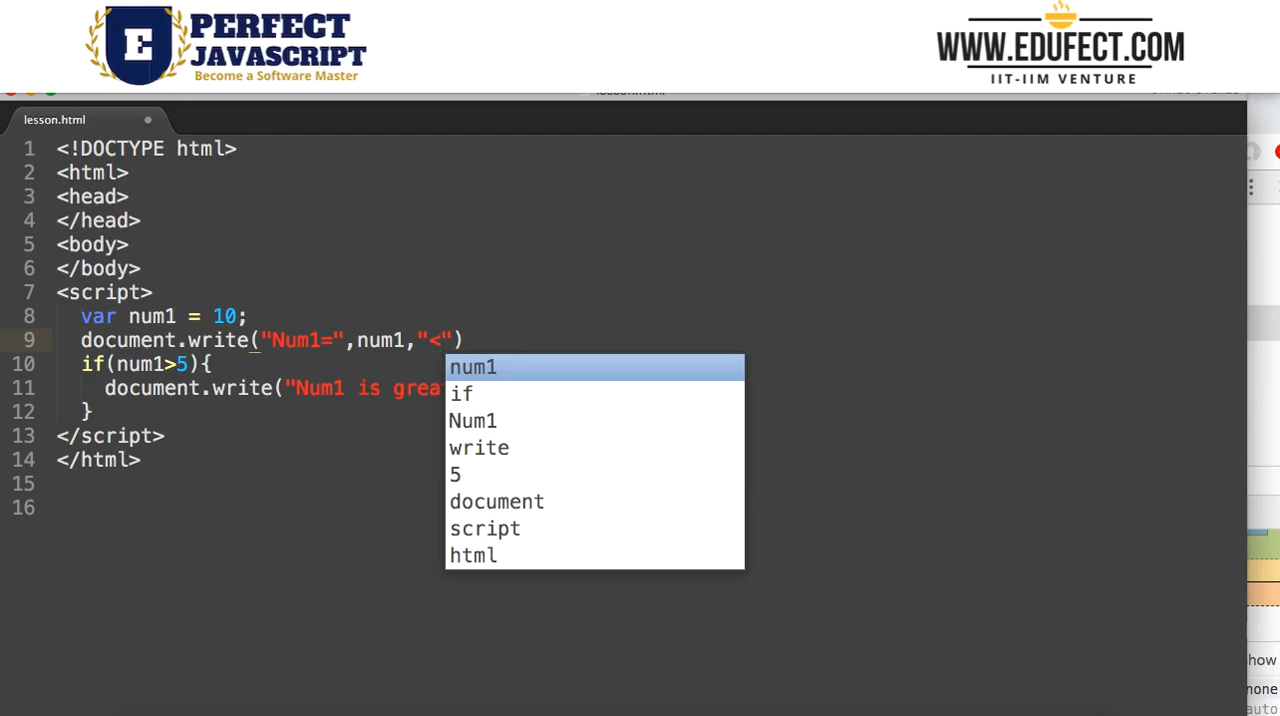 E
PERFECT
JAVASCRIPT
Become a Software Master
WWW.EDUFECT.COM
IIT-IIM VENTURE
lesson.html
1 <!DOCTYPE html>
2 <html>
3 <head>
4 </head>
5 <body>
6 </body>
7 <script>
8 var num1 = 10;
9 document.write("Num1=",num1,"<")
10 if(num1>5){
11 document.write("Num1 is grea
12 }
13 </script>
14 </html>
15
16
num1
if
Num1
write
5
document
script
html
how
none
auto